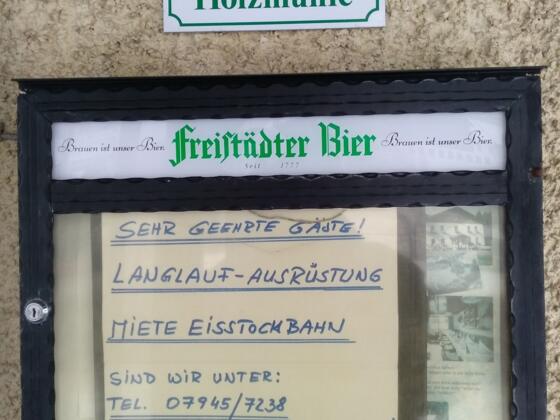 Holzmühle
Brauen ist unser Bier. Freistädter Bier Brauen ist unser Bier.
Seit 1777
SEHR GEEHRTE GÄSTE!
LANGLAUF-AUSRÜSTUNG
MIETE EISSTOCKBAHN
SIND WIR UNTER:
TEL. 07945/7238